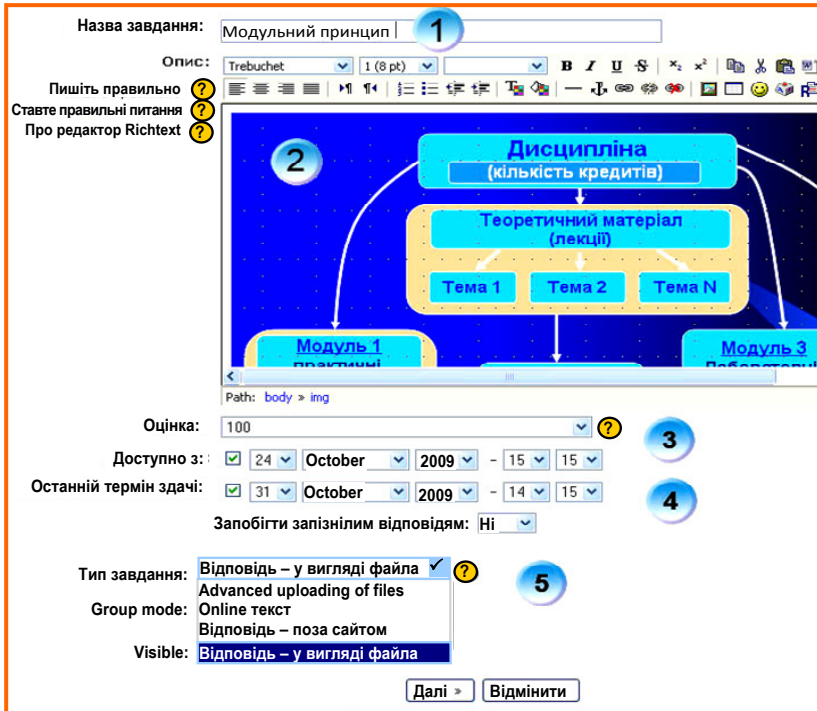 Назва завдання: Модульний принцип 1
Опис: Trebuchet 1 (8 pt) B I U S x₂ x²
Пишіть правильно ?
Ставте правильні питання ?
Про редактор Richtext ?
2
Дисципліна
(кількість кредитів)
Теоретичний матеріал
(лекції)
Тема 1 Тема 2 Тема N
Модуль 1 Модуль 3
практичні
Path: body » img
Оцінка: 100 ? 3
Доступно з: 24 October 2009 - 15 15
Останній термін здачі: 31 October 2009 - 14 15 4
Запобігти запізнілим відповідям: Ні
Тип завдання: Відповідь – у вигляді файла ? 5
Advanced uploading of files
Group mode: Online текст
Відповідь – поза сайтом
Visible: Відповідь – у вигляді файла
Далі » Відмінити